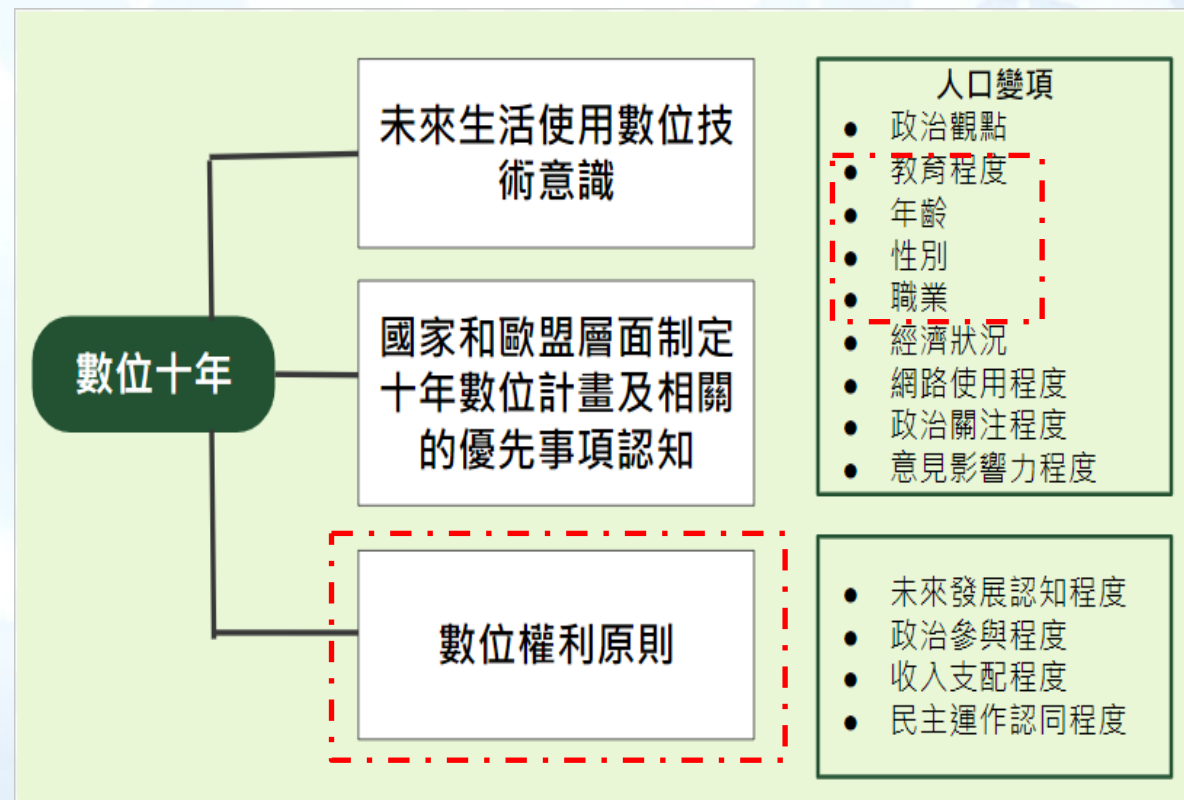 數位十年
未來生活使用數位技
術意識
國家和歐盟層面制定
十年數位計畫及相關
的優先事項認知
數位權利原則
人口變項
● 政治觀點
● 教育程度
● 年齡
● 性別
● 職業
● 經濟狀況
● 網路使用程度
● 政治關注程度
● 意見影響力程度
● 未來發展認知程度
● 政治參與程度
● 收入支配程度
● 民主運作認同程度